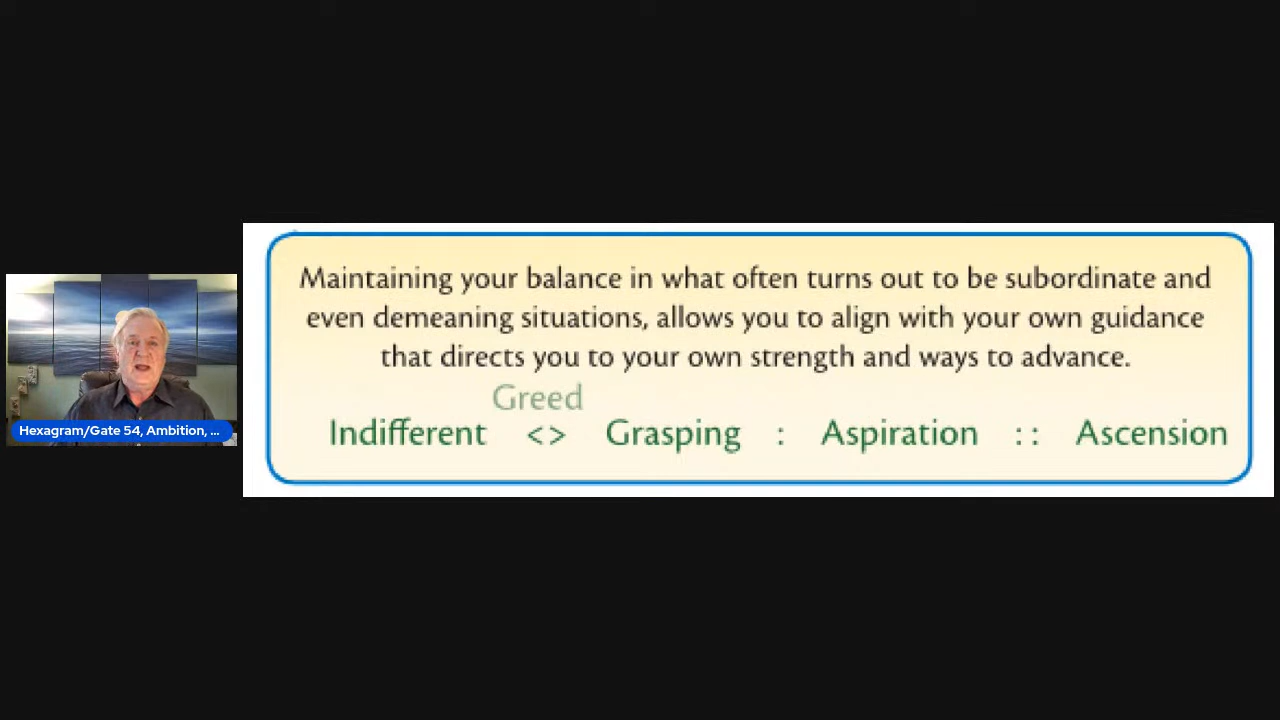 Maintaining your balance in what often turns out to be subordinate and
even demeaning situations, allows you to align with your own guidance
that directs you to your own strength and ways to advance.
Greed
Indifferent <> Grasping : Aspiration :: Ascension
Hexagram/Gate 54, Ambition, ...